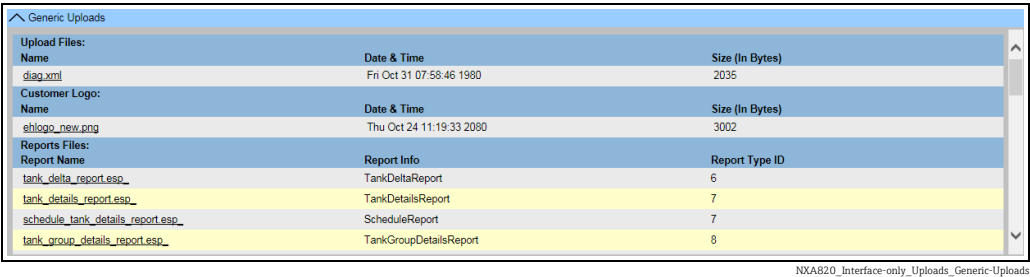 Generic Uploads
Upload Files:
Name Date & Time Size (In Bytes)
diag.xml Fri Oct 31 07:58:46 1980 2035
Customer Logo:
Name Date & Time Size (In Bytes)
ehlogo_new.png Thu Oct 24 11:19:33 2080 3002
Reports Files:
Report Name Report Info Report Type ID
tank_delta_report.esp_ TankDeltaReport 6
tank_details_report.esp_ TankDetailsReport 7
schedule_tank_details_report.esp_ ScheduleReport 7
tank_group_details_report.esp_ TankGroupDetailsReport 8
NXA820_Interface-only_Uploads_Generic-Uploads